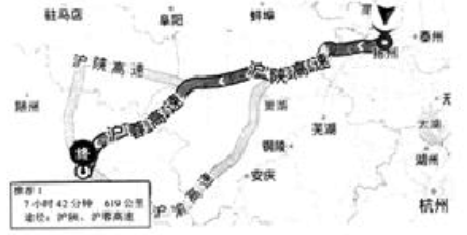 驻马店
阜阳
蚌埠
泰州
扬州
沪陕高速
沪陕高速
沪蓉高速
随州
巢湖
芜湖
铜陵
太湖
湖州
安庆
杭州
沪渝高速
终
推荐1
7小时42分钟 619公里
途径：沪陕、沪蓉高速